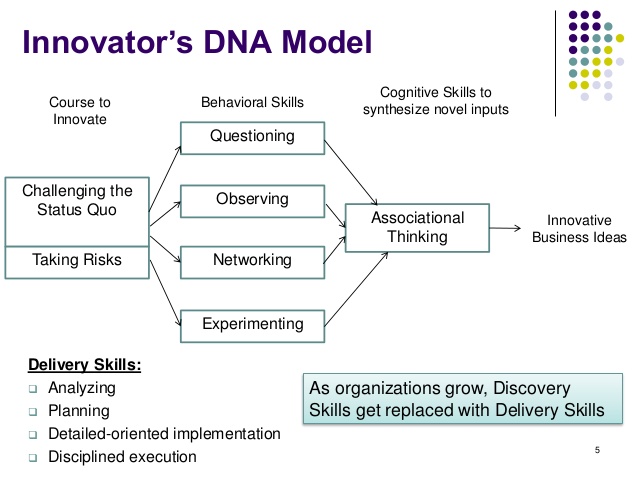 Innovator's DNA Model
Course to
Innovate
Behavioral Skills
Cognitive Skills to
synthesize novel inputs
Challenging the
Status Quo
Taking Risks
Questioning
Observing
Networking
Experimenting
Associational
Thinking
Innovative
Business Ideas
Delivery Skills:
Analyzing
Planning
Detailed-oriented implementation
Disciplined execution
As organizations grow, Discovery
Skills get replaced with Delivery Skills
5